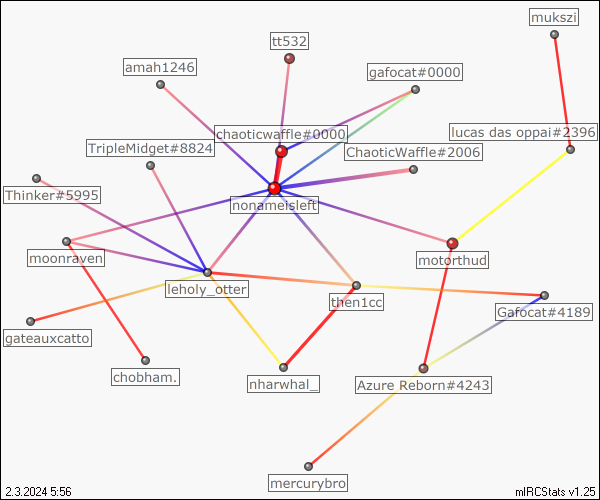 mukszi
tt532
amah1246
gafocat#0000
chaoticwaffle#0000
lucas das oppai#2396
TripleMidget#8824
ChaoticWaffle#2006
Thinker#5995
nonameisleft
moonraven
motorthud
leholy_otter
then1cc
Gafocat#4189
gateauxcatto
chobham.
nharwhal_
Azure Reborn#4243
mercurybro
2.3.2024 5:56
mIRCStats v1.25